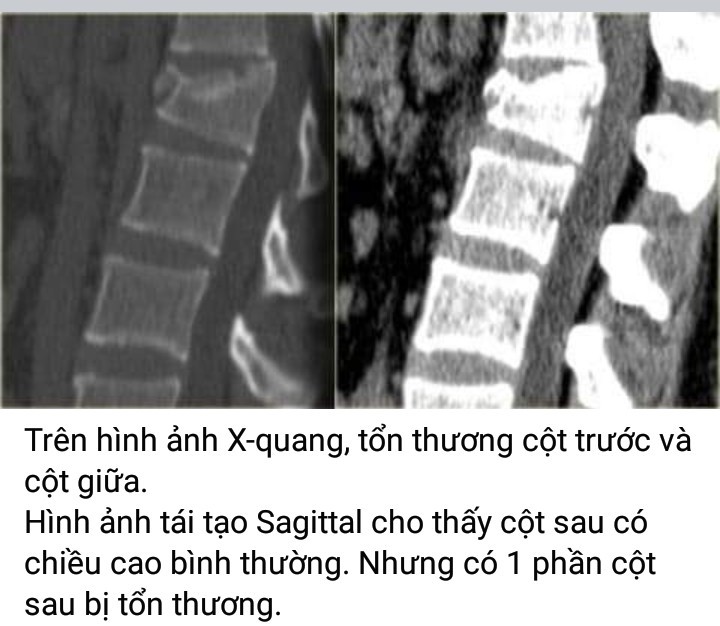 Trên hình ảnh X-quang, tổn thương cột trước và
cột giữa.
Hình ảnh tái tạo Sagittal cho thấy cột sau có
chiều cao bình thường. Nhưng có 1 phần cột
sau bị tổn thương.